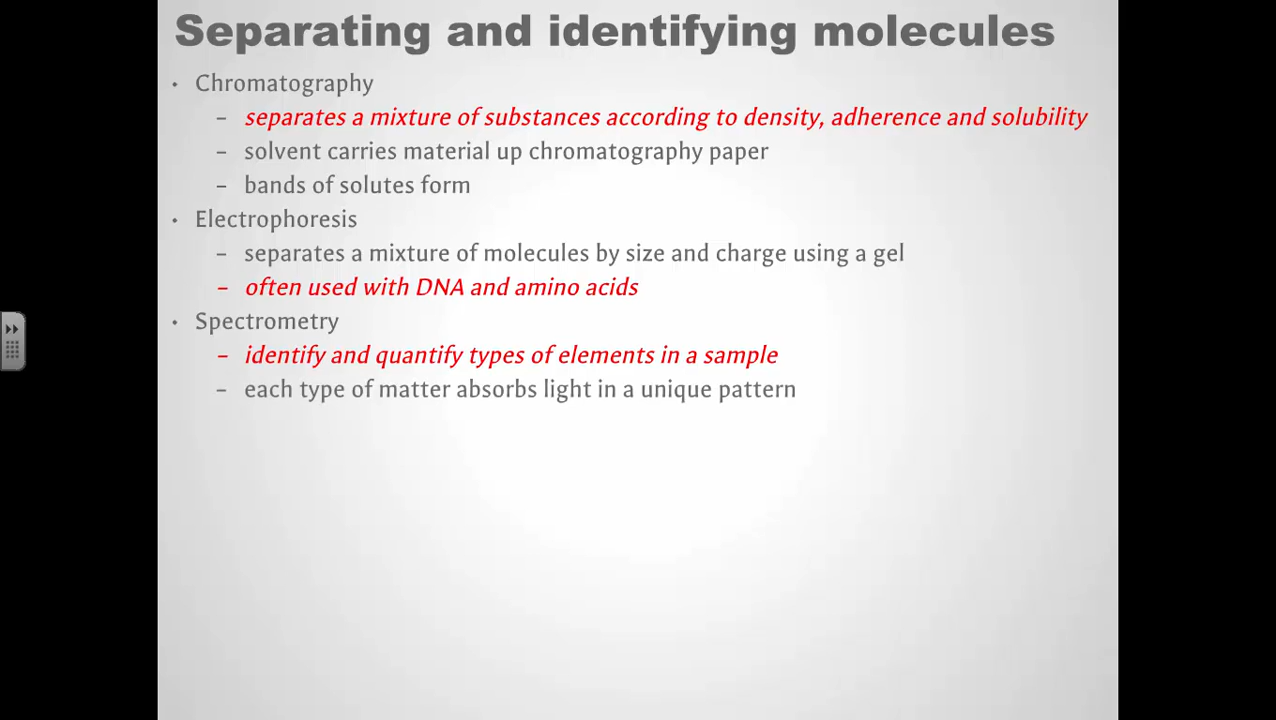 Separating and identifying molecules
• Chromatography
– separates a mixture of substances according to density, adherence and solubility
– solvent carries material up chromatography paper
– bands of solutes form
• Electrophoresis
– separates a mixture of molecules by size and charge using a gel
– often used with DNA and amino acids
• Spectrometry
– identify and quantify types of elements in a sample
– each type of matter absorbs light in a unique pattern